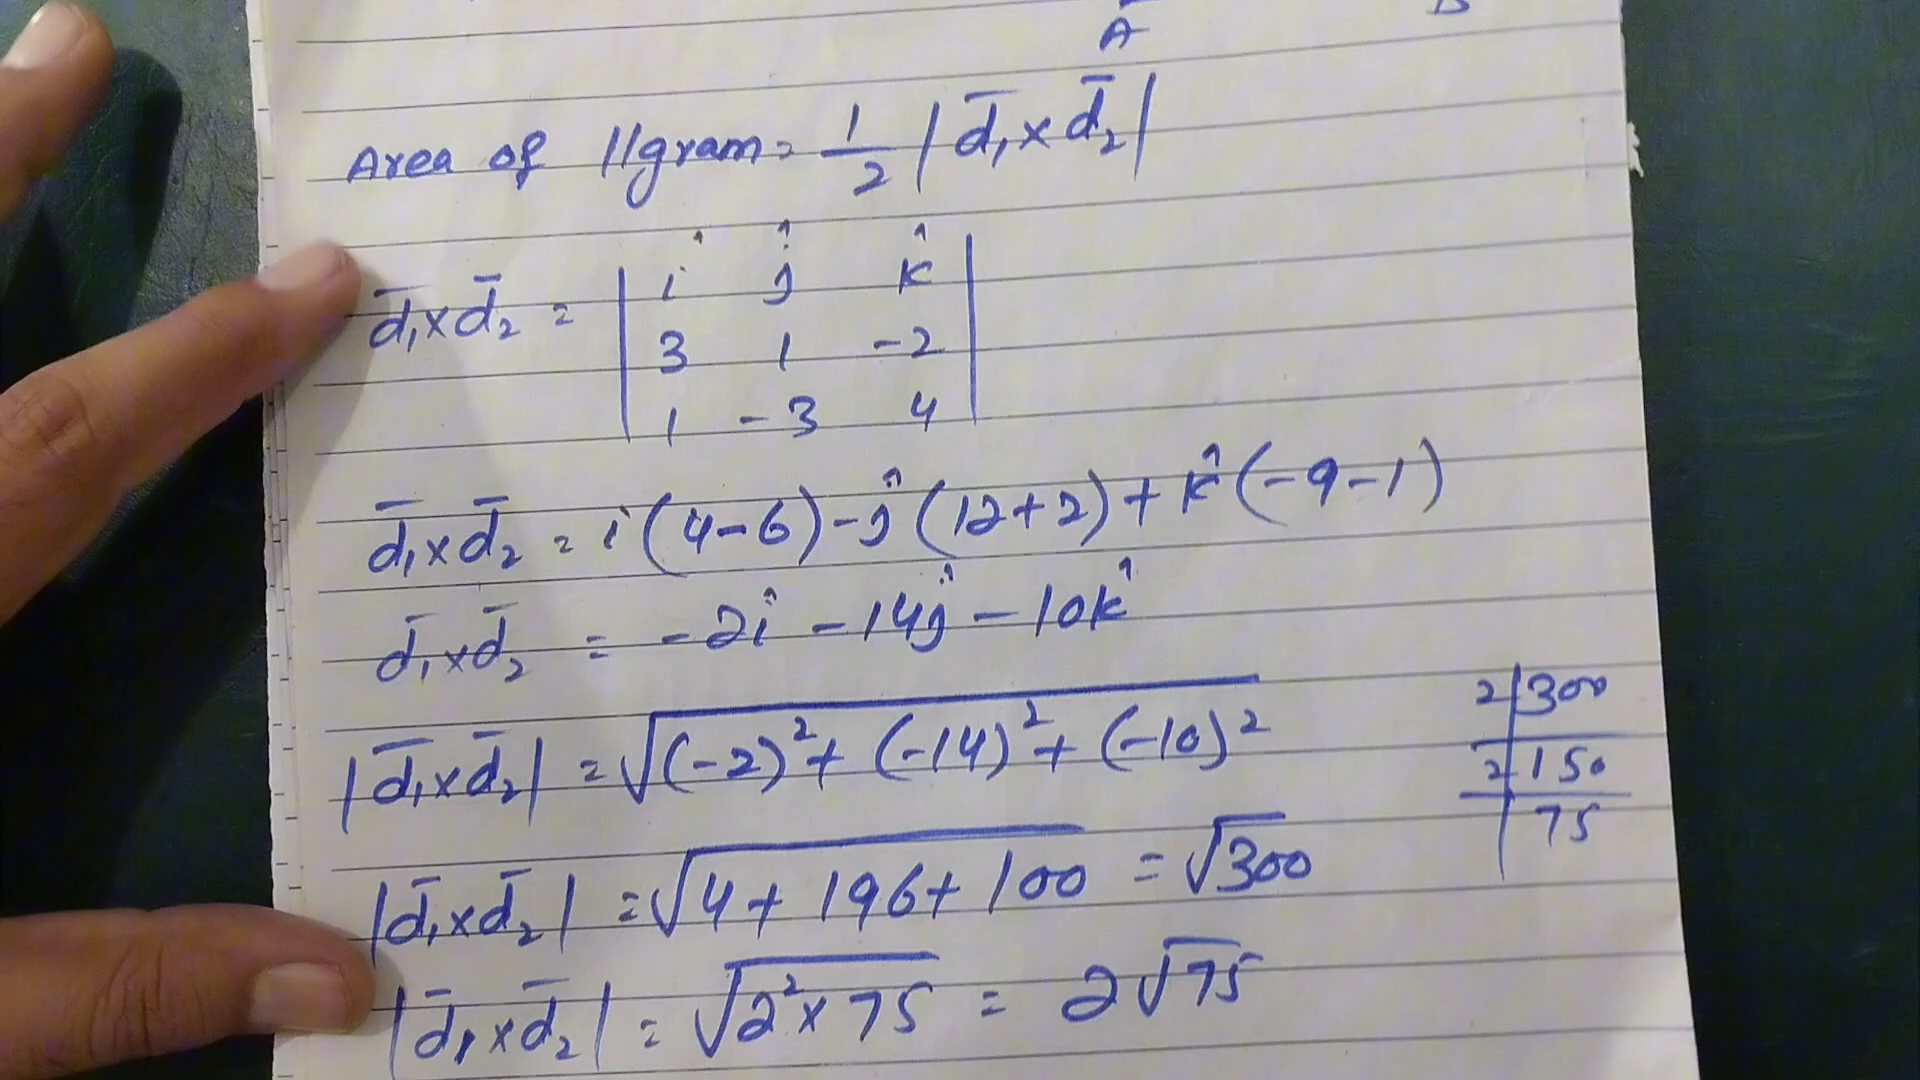 A
Area of ||gram = 1/2 | d̄₁ × d̄₂ |
d̄₁ × d̄₂ = | î ĵ k̂ |
| 3 1 -2 |
| 1 -3 4 |
d̄₁ × d̄₂ = i (4-6) - ĵ (12+2) + k̂ (-9-1)
d̄₁ × d̄₂ = -2î - 14ĵ - 10k̂
|d̄₁ × d̄₂| = √((-2)² + (-14)² + (-10)²)
2|300
2|150
|75
|d̄₁ × d̄₂| = √(4 + 196 + 100) = √300
|d̄₁ × d̄₂| = √(2² × 75) = 2√75